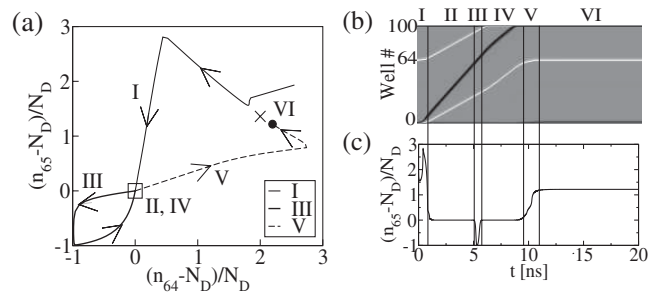 (a)
(n65-ND)/ND
3
2
1
0
-1
I
III
II, IV
V
VI
I
III
V
-1 0 1 2 3
(n64-ND)/ND
(b)
I II III IV V VI
Well #
100
64
0
(c)
(n65-ND)/ND
3
2
1
0
-1
0 5 10 15 20
t [ns]